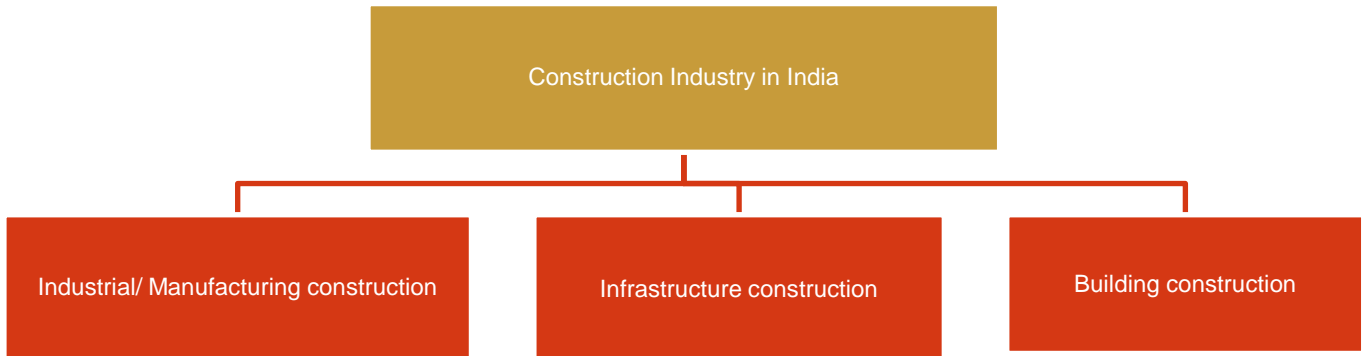 Construction Industry in India
Industrial/ Manufacturing construction
Infrastructure construction
Building construction